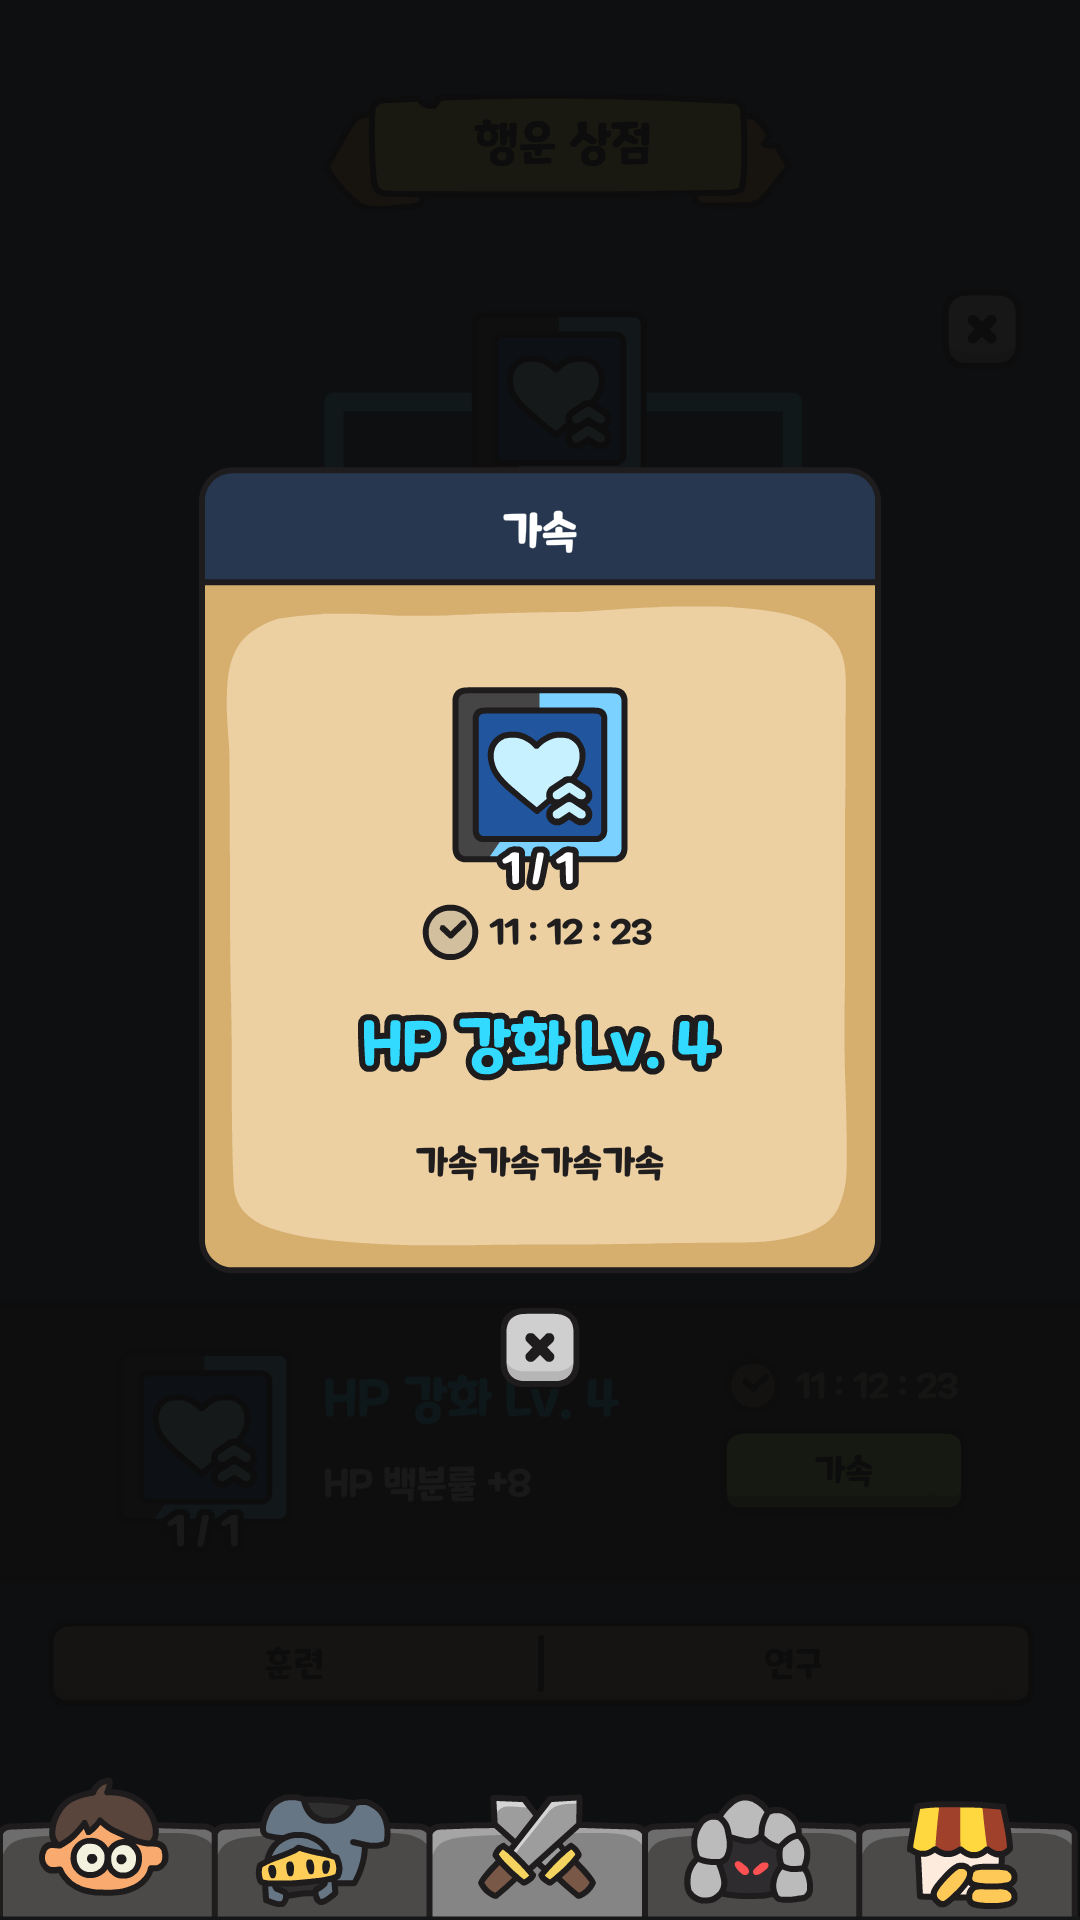 행운 상점
가속
1/1
11 : 12 : 23
HP 강화 Lv. 4
가속가속가속가속
HP 강화 Lv. 4
11 : 12 : 23
HP 백분률 +8
가속
1/1
훈련
연구